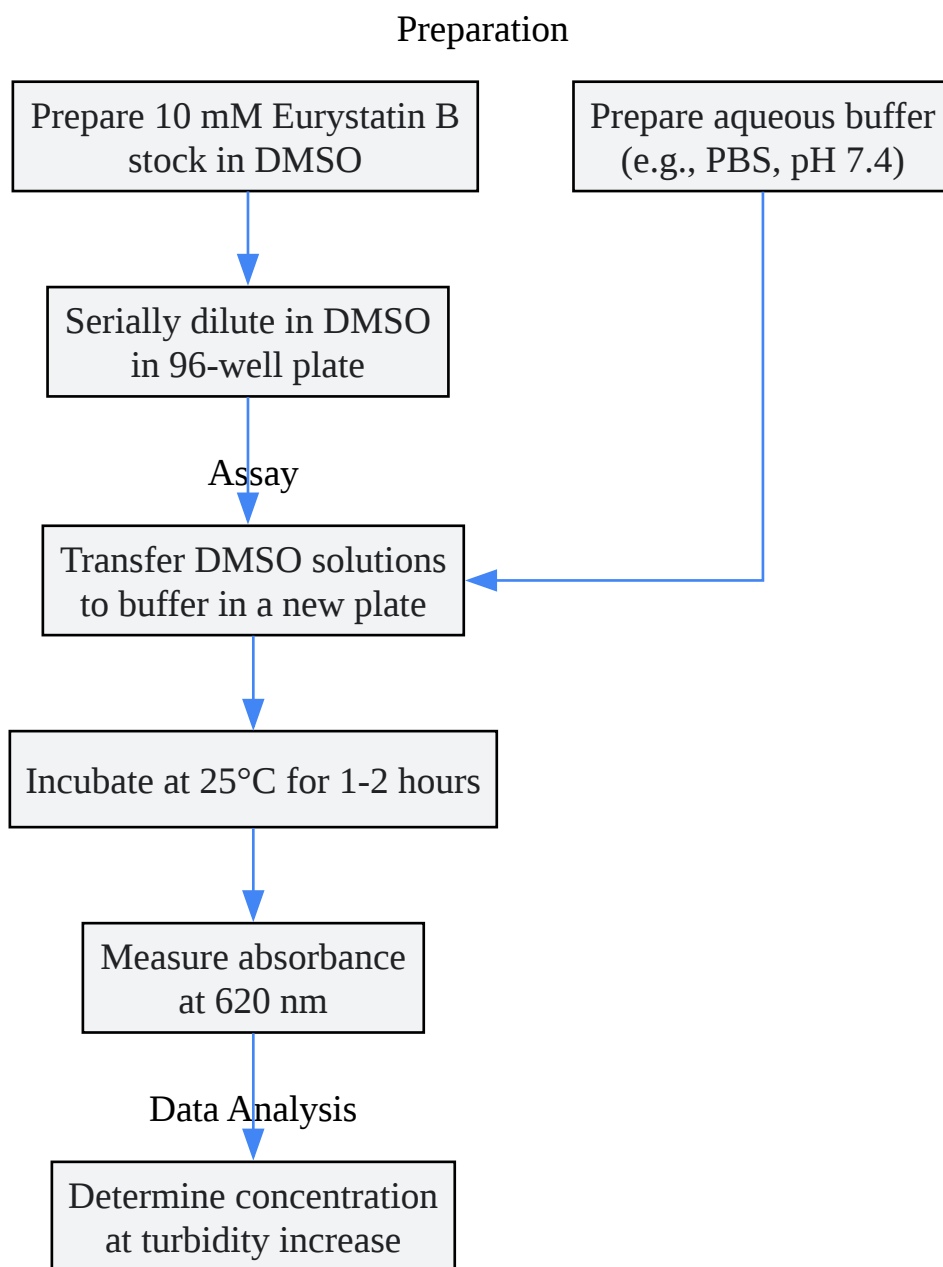 Preparation
Prepare 10 mM Eurystatin B
stock in DMSO
Prepare aqueous buffer
(e.g., PBS, pH 7.4)
Serially dilute in DMSO
in 96-well plate
Assay
Transfer DMSO solutions
to buffer in a new plate
Incubate at 25°C for 1-2 hours
Measure absorbance
at 620 nm
Data Analysis
Determine concentration
at turbidity increase